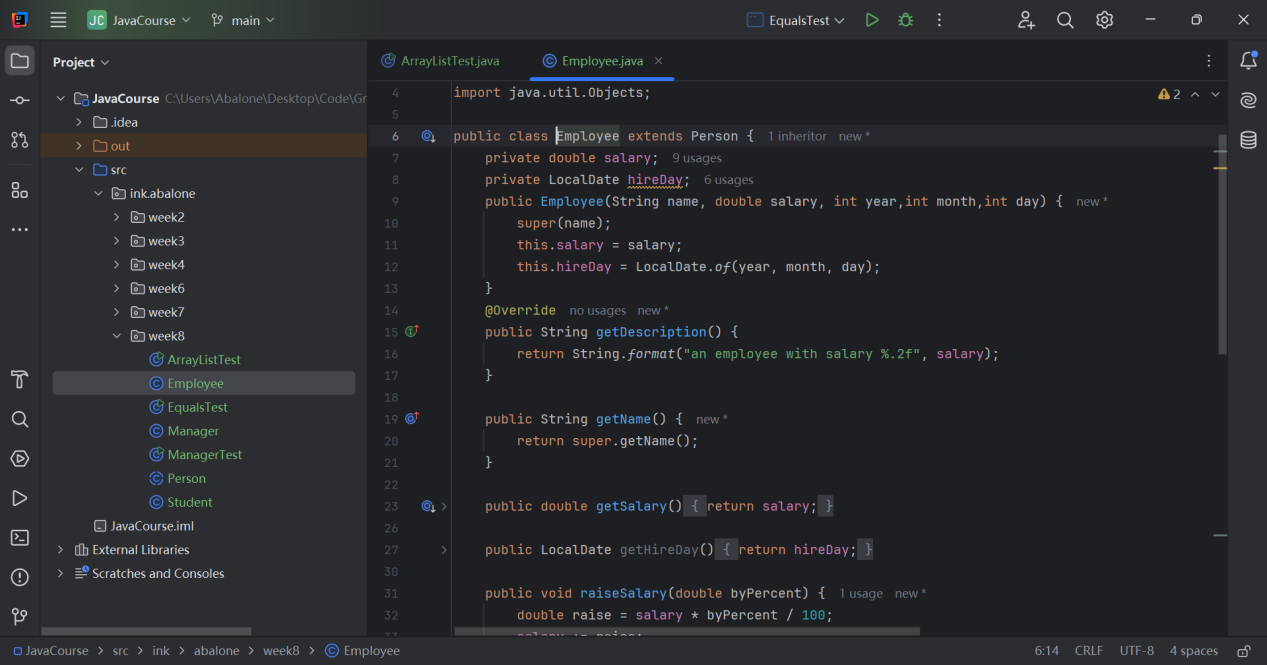 JC JavaCourse main EqualsTest
Project
ArrayListTest.java Employee.java
JavaCourse C:\Users\Abalone\Desktop\Code\Gr
.idea
out
src
ink.abalone
week2
week3
week4
week6
week7
week8
ArrayListTest
Employee
EqualsTest
Manager
ManagerTest
Person
Student
JavaCourse.iml
External Libraries
Scratches and Consoles
2
4 import java.util.Objects;
5
6 public class Employee extends Person { 1 inheritor new *
7 private double salary; 9 usages
8 private LocalDate hireDay; 6 usages
9 public Employee(String name, double salary, int year,int month,int day) { new *
10 super(name);
11 this.salary = salary;
12 this.hireDay = LocalDate.of(year, month, day);
13 }
14 @Override no usages new *
15 public String getDescription() {
16 return String.format("an employee with salary %.2f", salary);
17 }
18
19 public String getName() { new *
20 return super.getName();
21 }
22
23 public double getSalary() { return salary; }
26
27 public LocalDate getHireDay() { return hireDay; }
30
31 public void raiseSalary(double byPercent) { 1 usage new *
32 double raise = salary * byPercent / 100;
33 salary += raise;
JavaCourse > src > ink > abalone > week8 > Employee 6:14 CRLF UTF-8 4 spaces